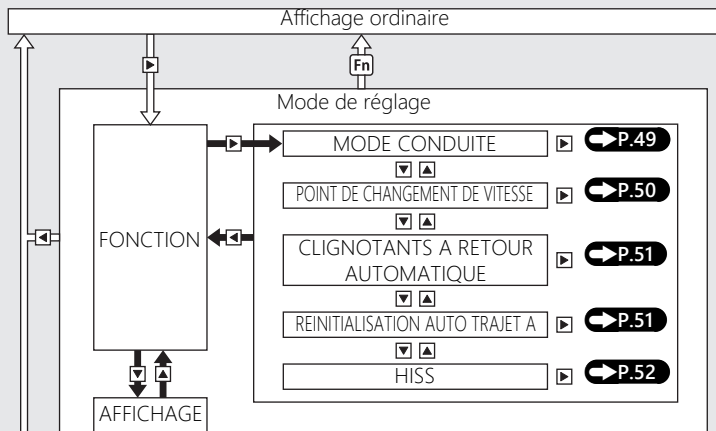 Affichage ordinaire
Fn
Mode de réglage
MODE CONDUITE
P.49
POINT DE CHANGEMENT DE VITESSE
P.50
FONCTION
CLIGNOTANTS A RETOUR
AUTOMATIQUE
P.51
REINITIALISATION AUTO TRAJET A
P.51
HISS
P.52
AFFICHAGE